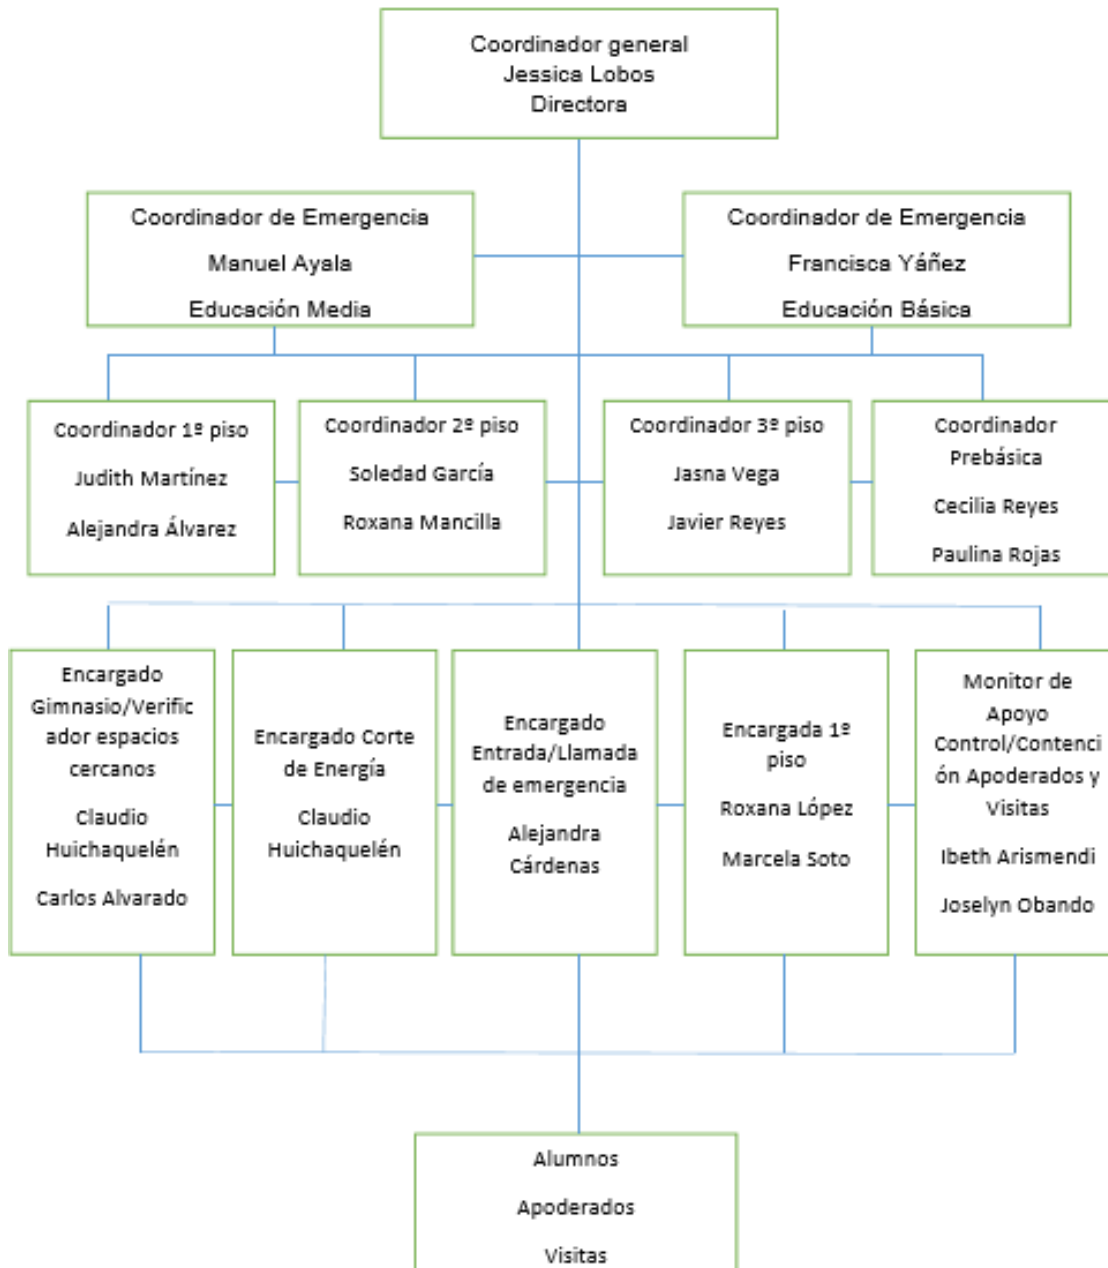 Coordinador general
Jessica Lobos
Directora
Coordinador de Emergencia
Manuel Ayala
Educación Media
Coordinador de Emergencia
Francisca Yáñez
Educación Básica
Coordinador 1º piso
Judith Martínez
Alejandra Álvarez
Coordinador 2º piso
Soledad García
Roxana Mancilla
Coordinador 3º piso
Jasna Vega
Javier Reyes
Coordinador
Prebásica
Cecilia Reyes
Paulina Rojas
Encargado
Gimnasio/Verific
ador espacios
cercanos
Claudio
Huichaquelén
Carlos Alvarado
Encargado Corte
de Energía
Claudio
Huichaquelén
Encargado
Entrada/Llamada
de emergencia
Alejandra
Cárdenas
Encargada 1º
piso
Roxana López
Marcela Soto
Monitor de
Apoyo
Control/Contenci
ón Apoderados y
Visitas
Ibeth Arismendi
Joselyn Obando
Alumnos
Apoderados
Visitas